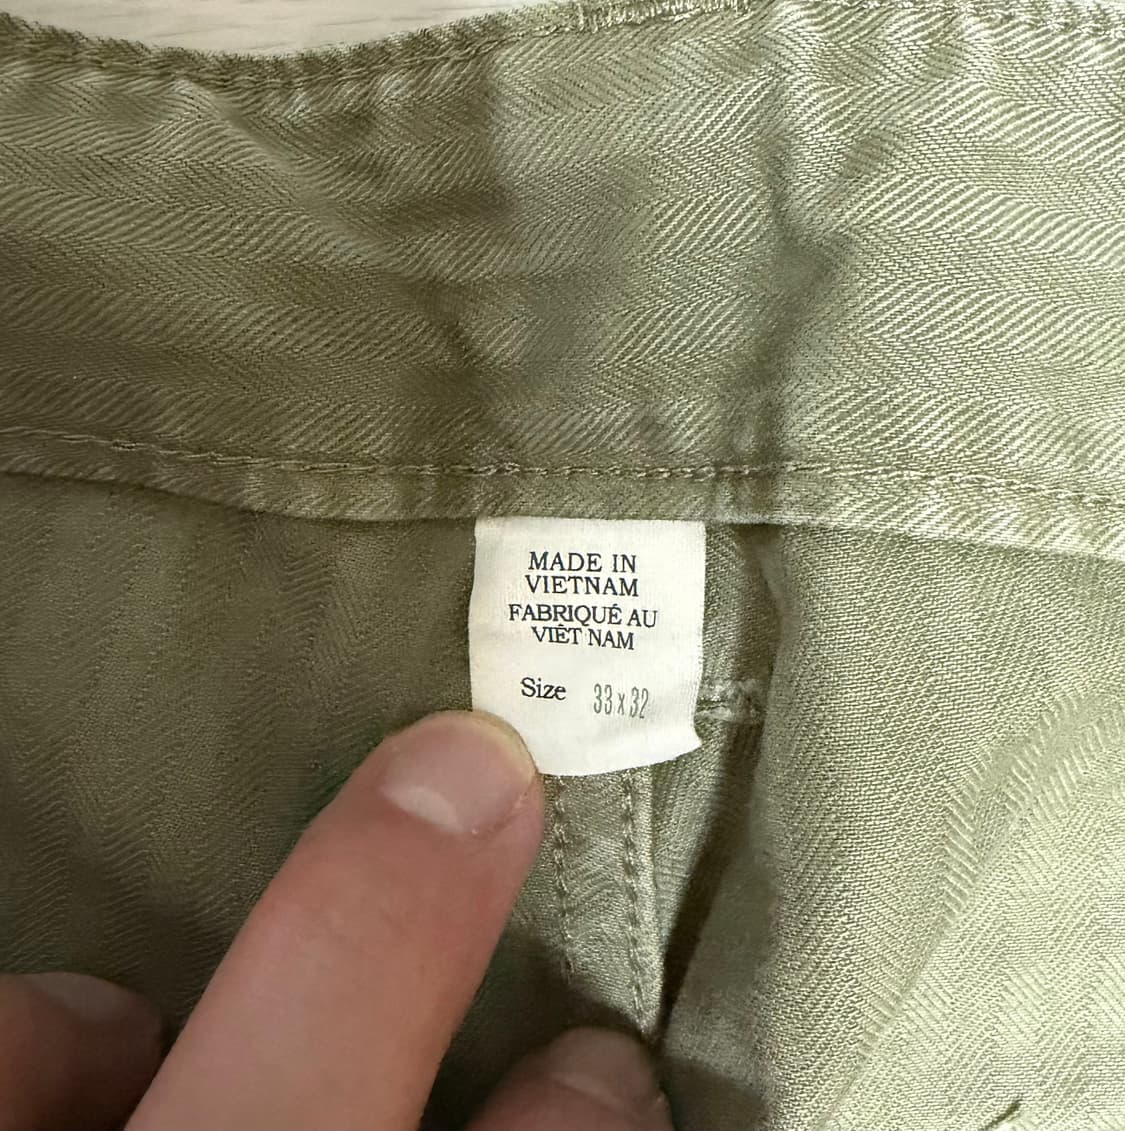 MADE IN
VIETNAM
FABRIQUÉ AU
VIÊT NAM
Size 33 x 32